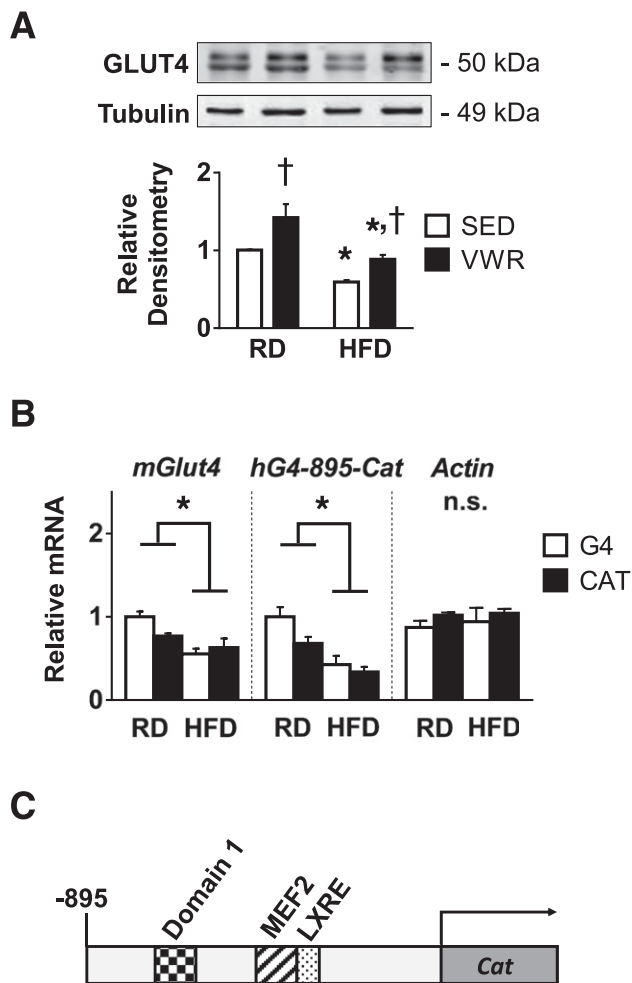 A
GLUT4 - 50 kDa
Tubulin - 49 kDa
Relative Densitometry
2
1
0
†
*
*,†
SED
VWR
RD HFD
B
mGlut4 hG4-895-Cat Actin
* * n.s.
Relative mRNA
2
1
0
G4
CAT
RD HFD RD HFD RD HFD
C
-895
Domain 1
MEF2
LXRE
Cat